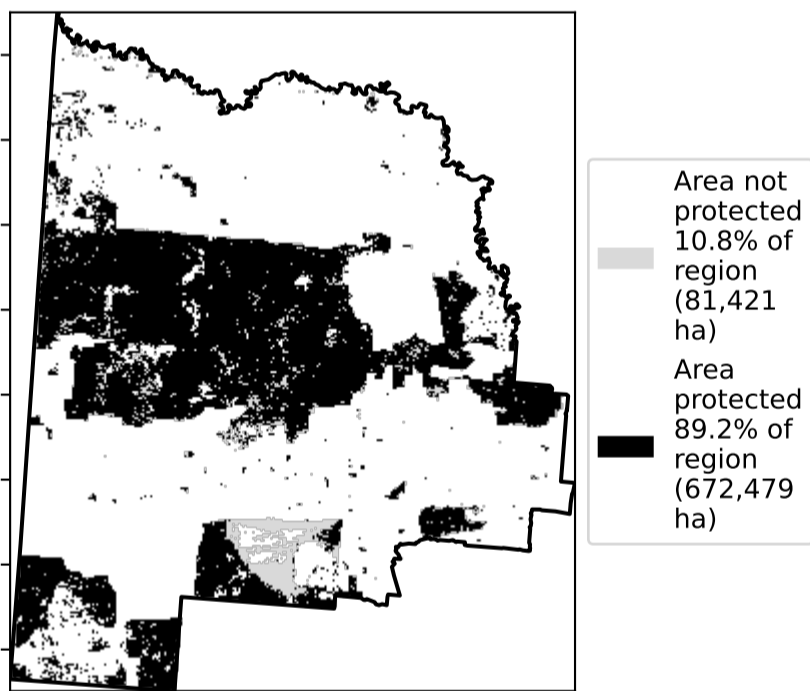 Area not
protected
10.8% of
region
(81,421
ha)
Area
protected
89.2% of
region
(672,479
ha)